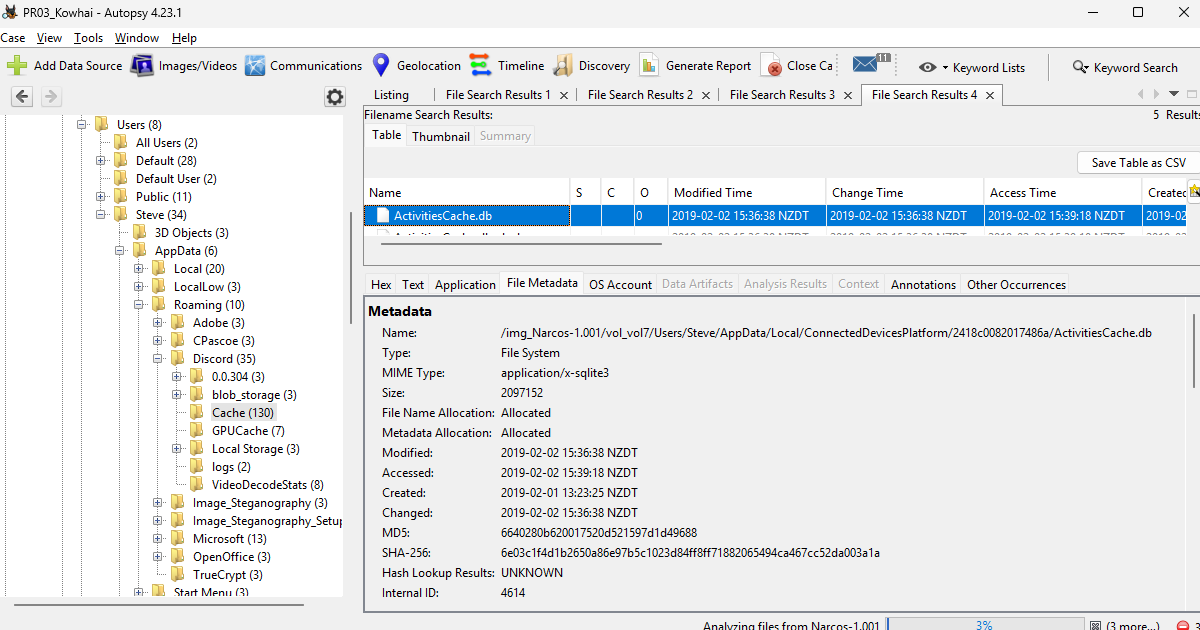 PR03_Kowhai - Autopsy 4.23.1
Case View Tools Window Help
Add Data Source Images/Videos Communications Geolocation Timeline Discovery Generate Report Close Ca 11 Keyword Lists Keyword Search
Listing File Search Results 1 File Search Results 2 File Search Results 3 File Search Results 4
Filename Search Results:
5 Results
Table Thumbnail Summary
Save Table as CSV
Name S C O Modified Time Change Time Access Time Created
ActivitiesCache.db 0 2019-02-02 15:36:38 NZDT 2019-02-02 15:36:38 NZDT 2019-02-02 15:39:18 NZDT 2019-02
Users (8)
All Users (2)
Default (28)
Default User (2)
Public (11)
Steve (34)
3D Objects (3)
AppData (6)
Local (20)
LocalLow (3)
Roaming (10)
Adobe (3)
CPascoe (3)
Discord (35)
0.0.304 (3)
blob_storage (3)
Cache (130)
GPUCache (7)
Local Storage (3)
logs (2)
VideoDecodeStats (8)
Image_Steganography (3)
Image_Steganography_Setup
Microsoft (13)
OpenOffice (3)
TrueCrypt (3)
Start Menu (3)
Hex Text Application File Metadata OS Account Data Artifacts Analysis Results Context Annotations Other Occurrences
Metadata
Name: /img_Narcos-1.001/vol_vol7/Users/Steve/AppData/Local/ConnectedDevicesPlatform/2418c0082017486a/ActivitiesCache.db
Type: File System
MIME Type: application/x-sqlite3
Size: 2097152
File Name Allocation: Allocated
Metadata Allocation: Allocated
Modified: 2019-02-02 15:36:38 NZDT
Accessed: 2019-02-02 15:39:18 NZDT
Created: 2019-02-01 13:23:25 NZDT
Changed: 2019-02-02 15:36:38 NZDT
MD5: 6640280b620017520d521597d1d49688
SHA-256: 6e03c1f4d1b2650a86e97b5c1023d84ff8ff71882065494ca467cc52da003a1a
Hash Lookup Results: UNKNOWN
Internal ID: 4614
Analyzing files from Narcos-1.001 3% (3 more...) 3